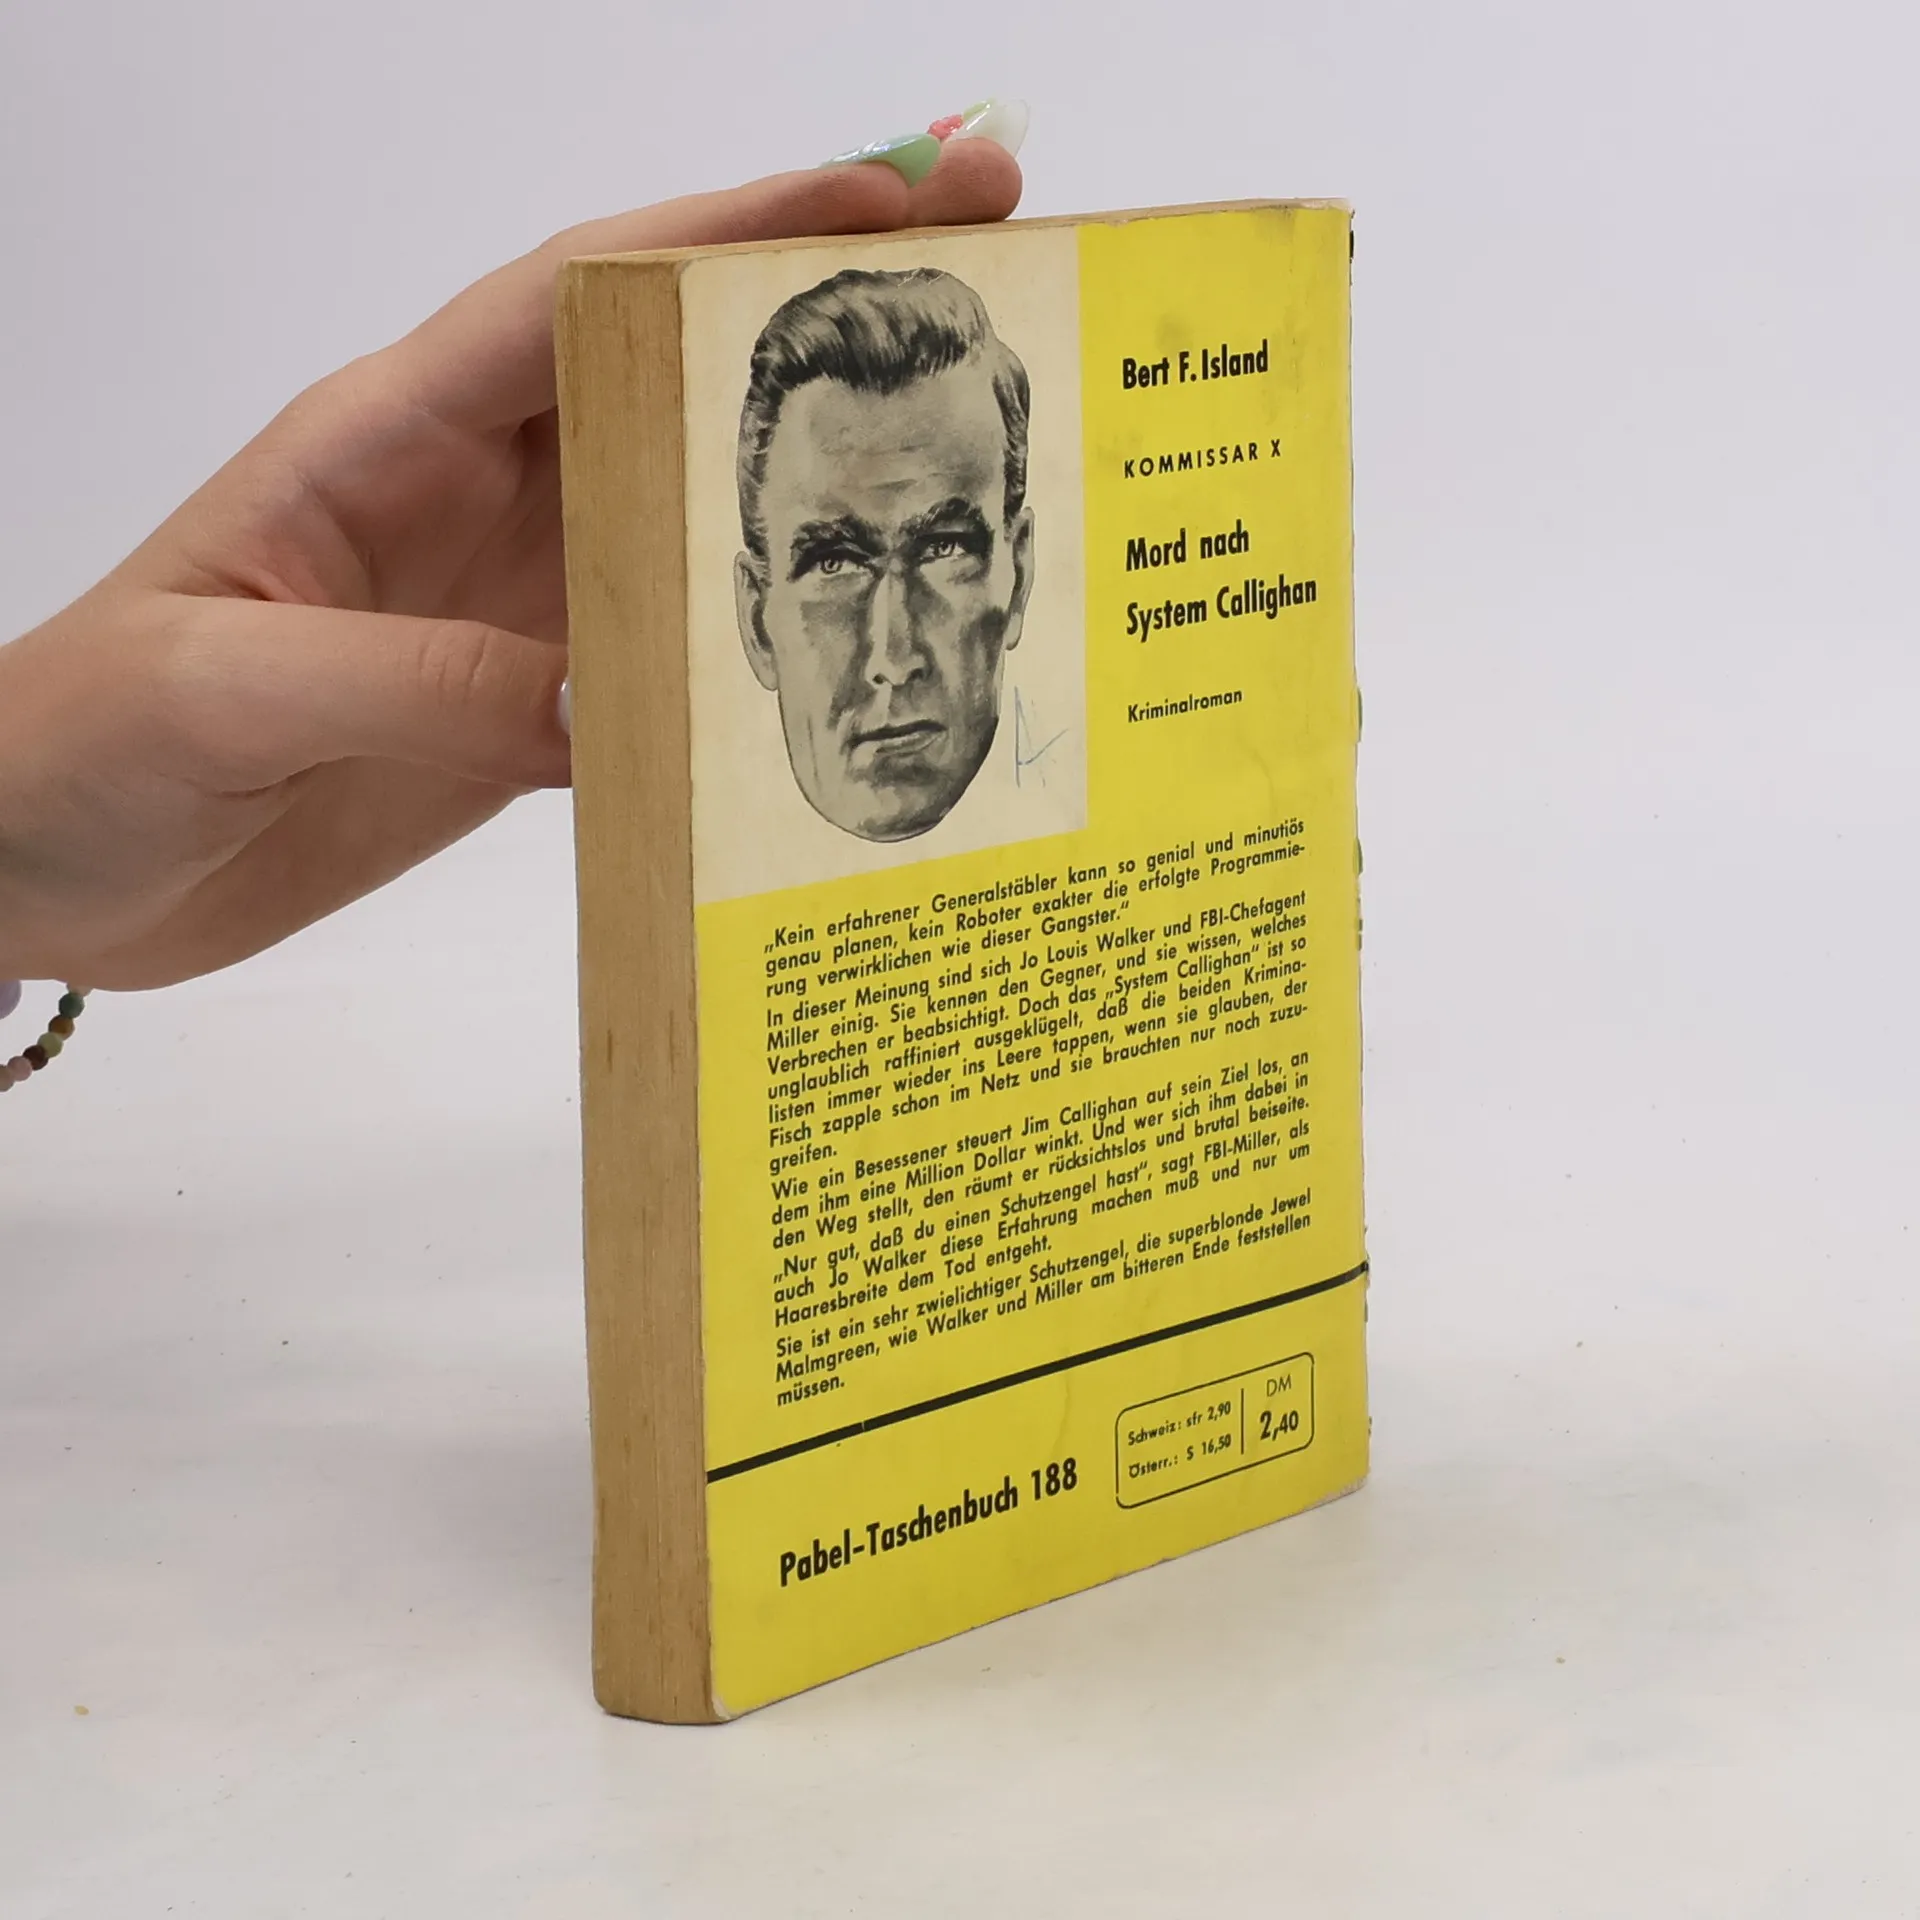 Bert F. Island
KOMMISSAR X
Mord nach
System Callighan
Kriminalroman
„Kein erfahrener Generalstäbler kann so genial und minutiös
genau planen, kein Roboter exakter die erfolgte Programmie-
rung verwirklichen wie dieser Gangster.“
In dieser Meinung sind sich Jo Louis Walker und FBI-Chefagent
Miller einig. Sie kennen den Gegner, und sie wissen, welches
Verbrechen er beabsichtigt. Doch das „System Callighan“ ist so
unglaublich raffiniert ausgeklügelt, daß die beiden Krimina-
listen immer wieder ins Leere tappen, wenn sie glauben, der
Fisch zapple schon im Netz und sie brauchten nur noch zuzu-
greifen.
Wie ein Besessener steuert Jim Callighan auf sein Ziel los, an
dem ihm eine Million Dollar winkt. Und wer sich ihm dabei in
den Weg stellt, den räumt er rücksichtslos und brutal beiseite.
„Nur gut, daß du einen Schutzengel hast“, sagt FBI-Miller, als
auch Jo Walker diese Erfahrung machen muß und nur um
Haaresbreite dem Tod entgeht.
Sie ist ein sehr zwielichtiger Schutzengel, die superblonde Jewel
Malmgreen, wie Walker und Miller am bitteren Ende feststellen
müssen.
Pabel-Taschenbuch 188
Schweiz: sfr 2,90
Österr.: S 16,50
DM
2,40